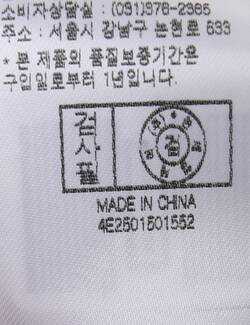 소비자상담실 : (031)378-2365
주소 : 서울시 강남구 논현로 633
* 본 제품의 품질보증기간은
구입일로부터 1년입니다.
검사필
검
MADE IN CHINA
4E2501501552